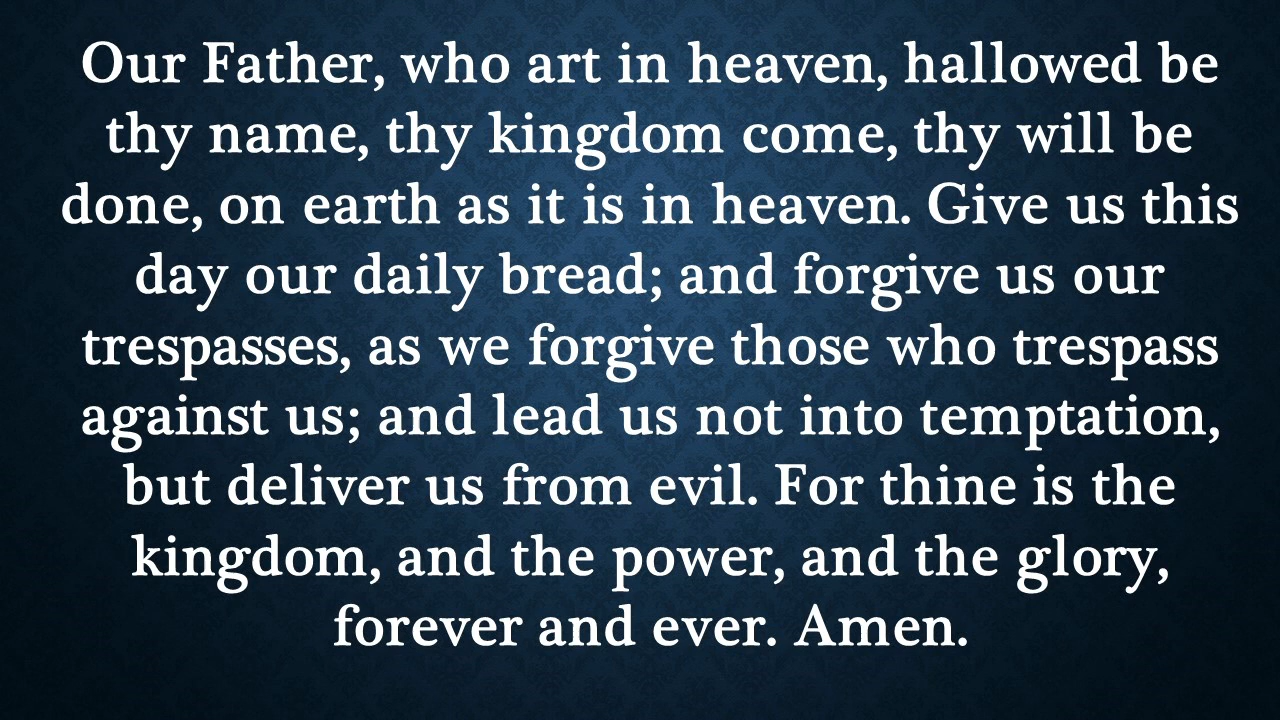 Our Father, who art in heaven, hallowed be
thy name, thy kingdom come, thy will be
done, on earth as it is in heaven. Give us this
day our daily bread; and forgive us our
trespasses, as we forgive those who trespass
against us; and lead us not into temptation,
but deliver us from evil. For thine is the
kingdom, and the power, and the glory,
forever and ever. Amen.